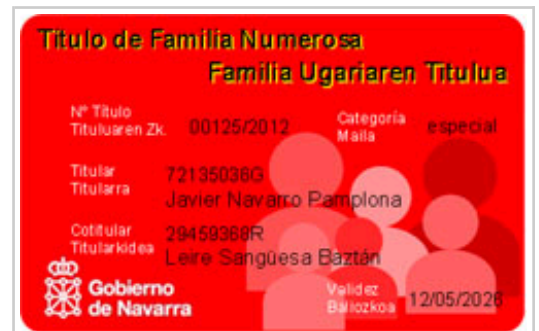 Titulo de Familia Numerosa
Familia Ugariaren Titulua
Nº Título
Tituluaren Zk.
00125/2012
Categoría
Maila
especial
Titular
Titularra
72135036G
Javier Navarro Pamplona
Cotitular
Titularkidea
29459368R
Leire Sangüesa Baztán
Gobierno
de Navarra
Validez
Baliozkoa
12/05/2026